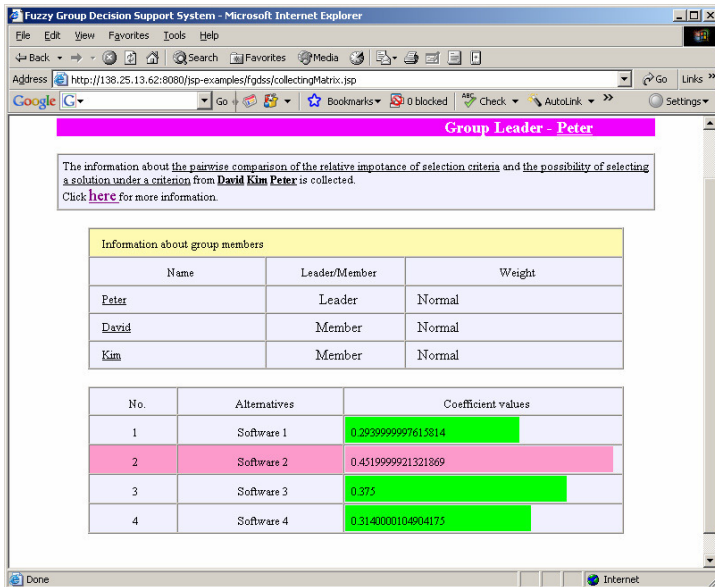 Fuzzy Group Decision Support System - Microsoft Internet Explorer
File Edit View Favorites Tools Help
Back Search Favorites Media
Address http://138.25.13.62:8080/jsp-examples/fgdss/collectingMatrix.jsp Go Links »
Google G Go Bookmarks 0 blocked ABC Check AutoLink » Settings
Group Leader - Peter
The information about the pairwise comparison of the relative impotance of selection criteria and the possibility of selecting
a solution under a criterion from David Kim Peter is collected.
Click here for more information.
Information about group members
Name Leader/Member Weight
Peter Leader Normal
David Member Normal
Kim Member Normal
No. Alternatives Coefficient values
1 Software 1 0.2939999997615814
2 Software 2 0.4519999921321869
3 Software 3 0.375
4 Software 4 0.3140000104904175
Done Internet